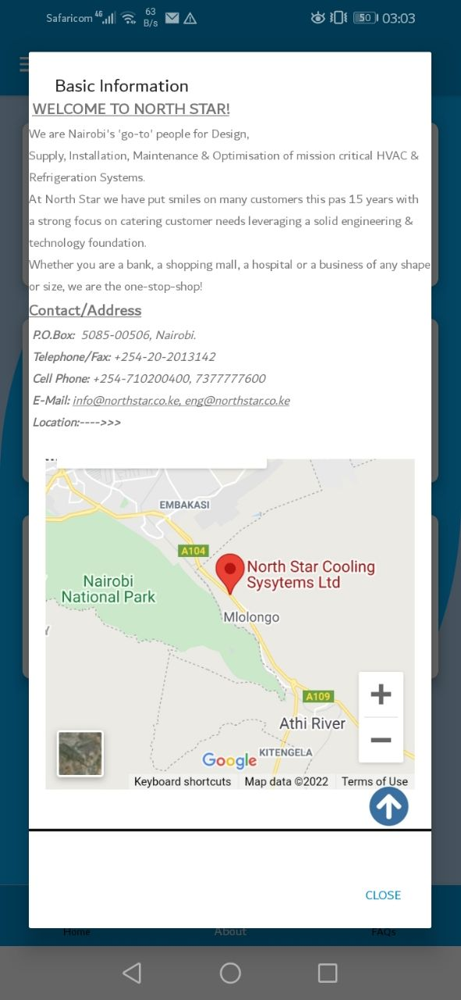 Safaricom 4G 63 B/s 50 03:03
Basic Information
WELCOME TO NORTH STAR!
We are Nairobi's 'go-to' people for Design,
Supply, Installation, Maintenance & Optimisation of mission critical HVAC &
Refrigeration Systems.
At North Star we have put smiles on many customers this pas 15 years with
a strong focus on catering customer needs leveraging a solid engineering &
technology foundation.
Whether you are a bank, a shopping mall, a hospital or a business of any shape
or size, we are the one-stop-shop!
Contact/Address
P.O.Box: 5085-00506, Nairobi.
Telephone/Fax: +254-20-2013142
Cell Phone: +254-710200400, 7377777600
E-Mail: info@northstar.co.ke, eng@northstar.co.ke
Location:---->>>
EMBAKASI
A104
North Star Cooling
Sysytems Ltd
Nairobi
National Park
Mlolongo
A109
Athi River
KITENGELA
Google
Keyboard shortcuts Map data ©2022 Terms of Use
CLOSE
Home About FAQs